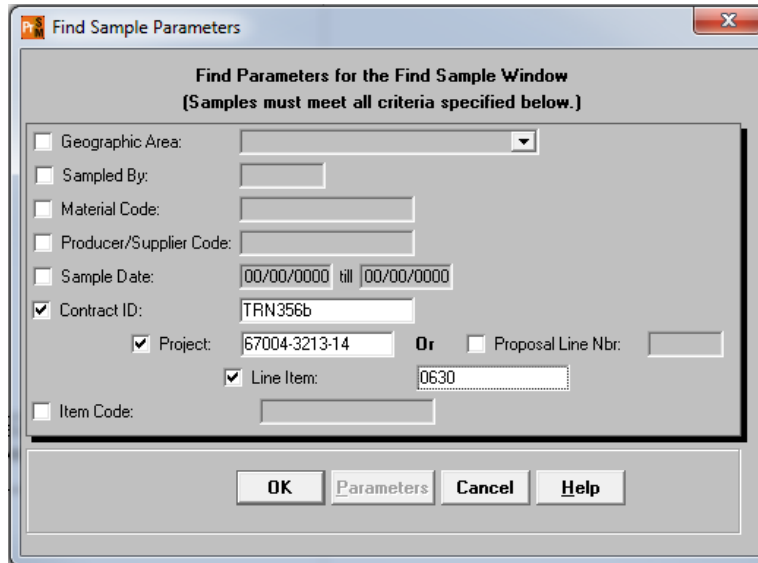 PrSM Find Sample Parameters X
Find Parameters for the Find Sample Window
(Samples must meet all criteria specified below.)
Geographic Area:
Sampled By:
Material Code:
Producer/Supplier Code:
Sample Date: 00/00/0000 till 00/00/0000
Contract ID: TRN356b
Project: 67004-3213-14 Or Proposal Line Nbr:
Line Item: 0630
Item Code:
OK Parameters Cancel Help